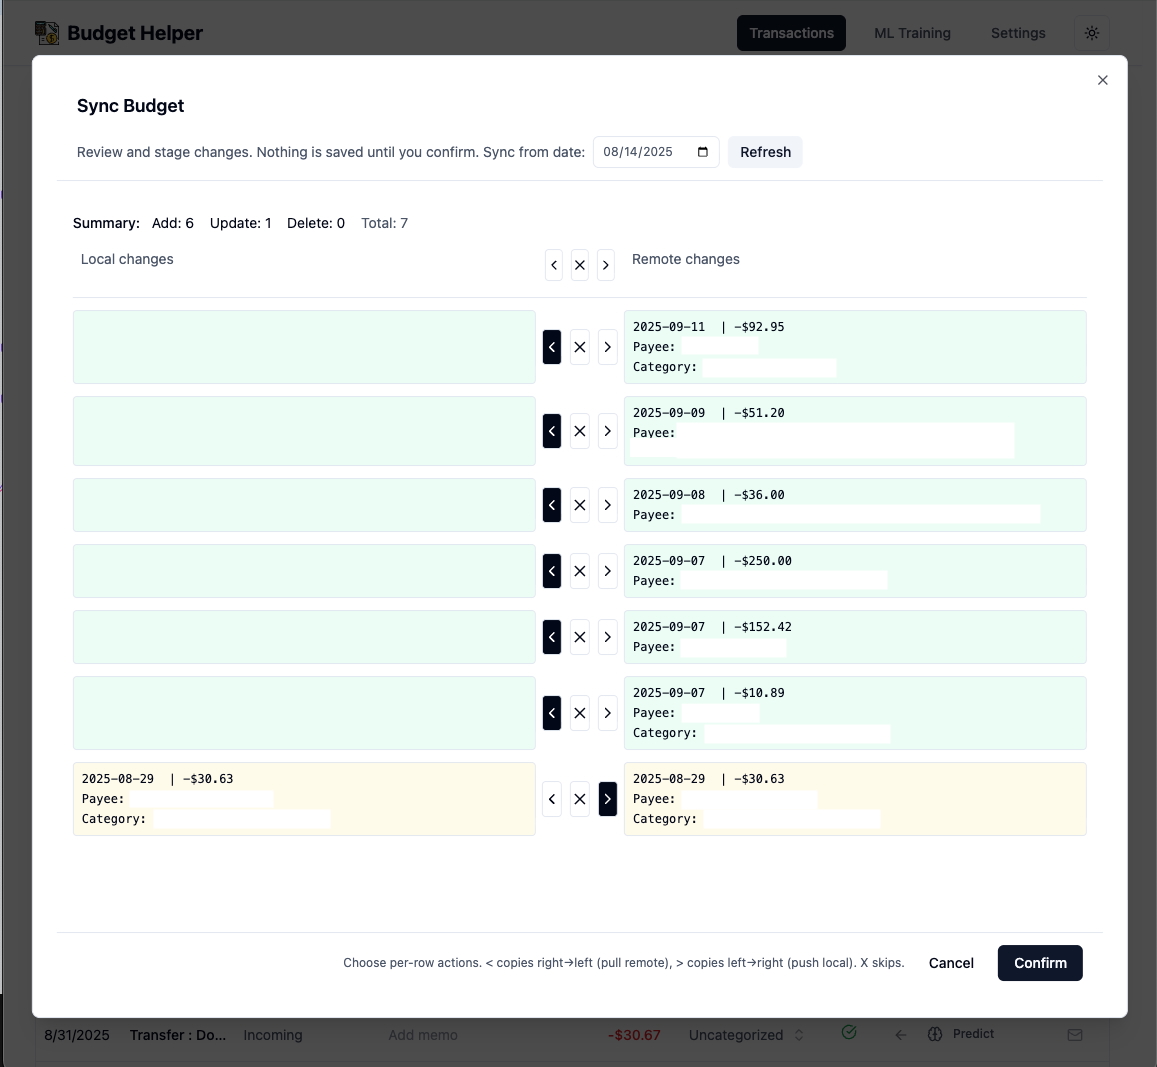 Budget Helper
Transactions
ML Training
Settings
Sync Budget
Review and stage changes. Nothing is saved until you confirm. Sync from date: 08/14/2025 Refresh
Summary: Add: 6 Update: 1 Delete: 0 Total: 7
Local changes
< × >
Remote changes
< × >
2025-09-11 | -$92.95
Payee:
Category:
< × >
2025-09-09 | -$51.20
Payee:
< × >
2025-09-08 | -$36.00
Payee:
< × >
2025-09-07 | -$250.00
Payee:
< × >
2025-09-07 | -$152.42
Payee:
< × >
2025-09-07 | -$10.89
Payee:
Category:
2025-08-29 | -$30.63
Payee:
Category:
< × >
2025-08-29 | -$30.63
Payee:
Category:
Choose per-row actions. < copies right→left (pull remote), > copies left→right (push local). X skips.
Cancel
Confirm
8/31/2025 Transfer : Do... Incoming Add memo -$30.67 Uncategorized Predict